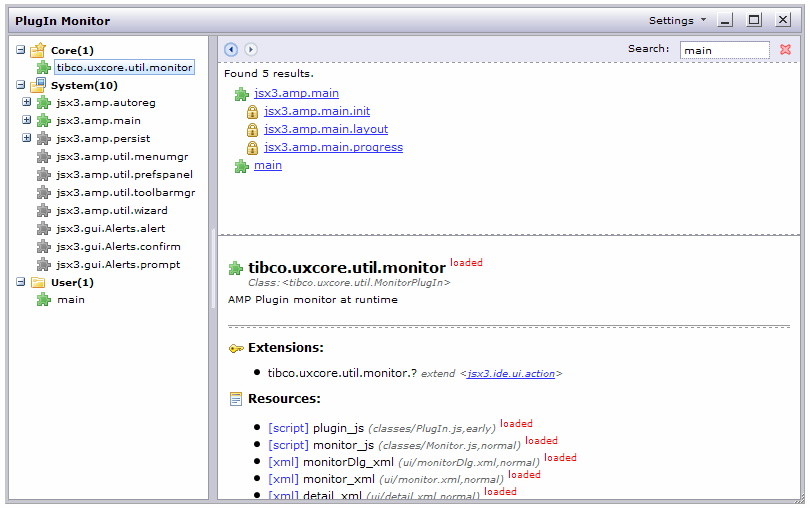 PlugIn Monitor
Settings
Core(1)
tibco.uxcore.util.monitor
System(10)
jsx3.amp.autoreg
jsx3.amp.main
jsx3.amp.persist
jsx3.amp.util.menumgr
jsx3.amp.util.prefspanel
jsx3.amp.util.toolbarmgr
jsx3.amp.util.wizard
jsx3.gui.Alerts.alert
jsx3.gui.Alerts.confirm
jsx3.gui.Alerts.prompt
User(1)
main
Search: main
Found 5 results.
jsx3.amp.main
jsx3.amp.main.init
jsx3.amp.main.layout
jsx3.amp.main.progress
main
tibco.uxcore.util.monitor loaded
Class:<tibco.uxcore.util.MonitorPlugIn>
AMP Plugin monitor at runtime
Extensions:
tibco.uxcore.util.monitor.? extend <jsx3.ide.ui.action>
Resources:
[script] plugin_js (classes/PlugIn.js,early) loaded
[script] monitor_js (classes/Monitor.js,normal) loaded
[xml] monitorDlg_xml (ui/monitorDlg.xml,normal) loaded
[xml] monitor_xml (ui/monitor.xml,normal) loaded
[xml] detail_xml (ui/detail.xml,normal) loaded